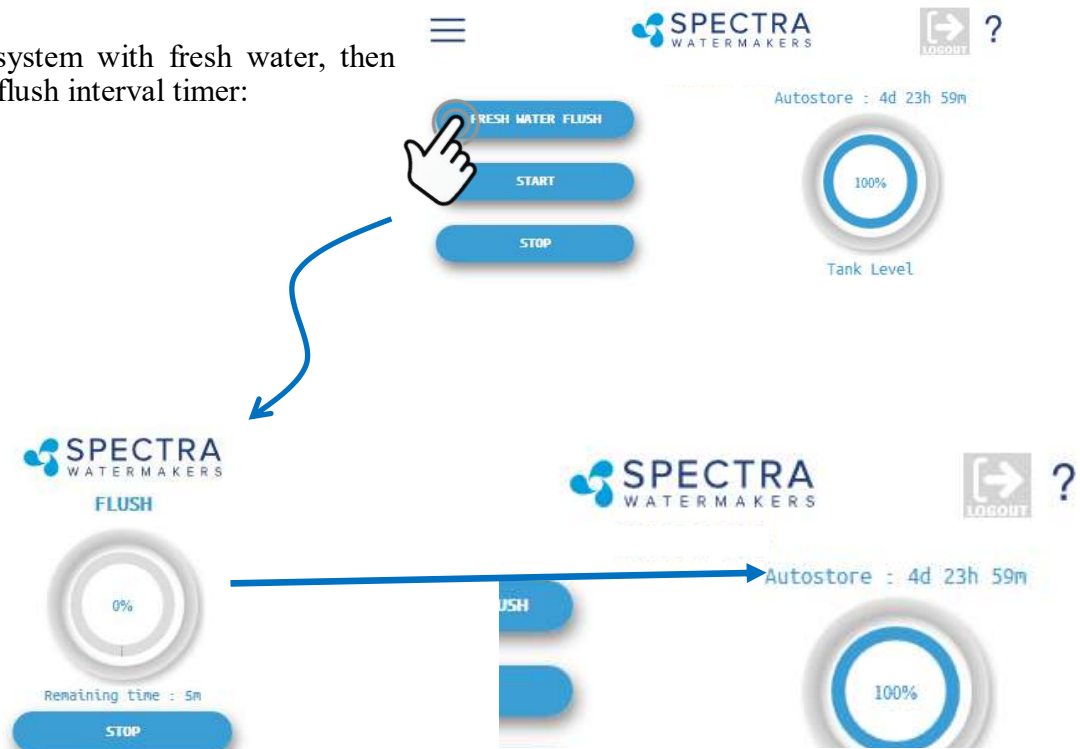 system with fresh water, then
flush interval timer:
SPECTRA
WATERMAKERS
LOGOUT
?
FRESH WATER FLUSH
START
STOP
Autostore : 4d 23h 59m
100%
Tank Level
SPECTRA
WATERMAKERS
FLUSH
0%
Remaining time : 5m
STOP
SPECTRA
WATERMAKERS
LOGOUT
?
Autostore : 4d 23h 59m
USH
100%